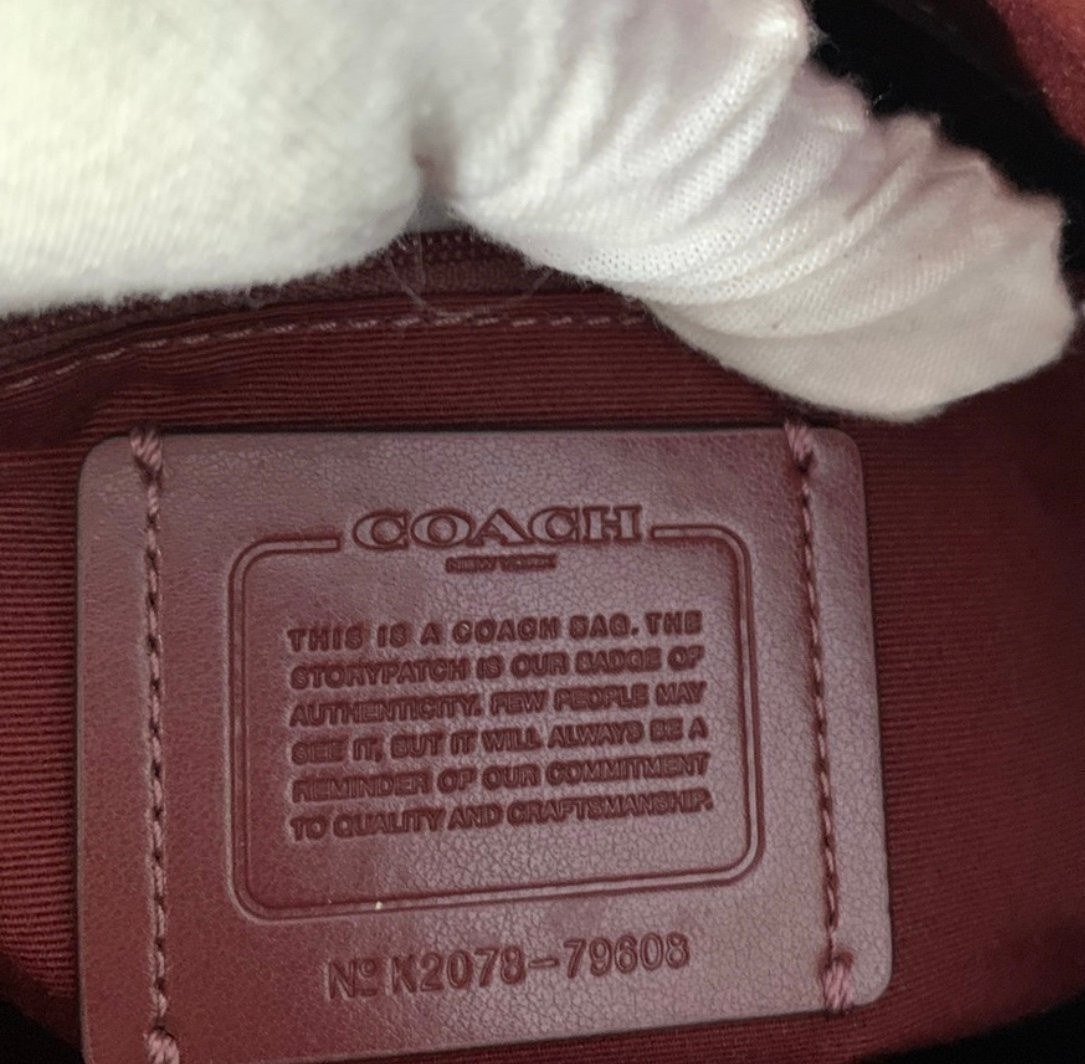 COACH
NEW YORK
THIS IS A COACH BAG. THE
STORYPATCH IS OUR BADGE OF
AUTHENTICITY. FEW PEOPLE MAY
SEE IT, BUT IT WILL ALWAYS BE A
REMINDER OF OUR COMMITMENT
TO QUALITY AND CRAFTSMANSHIP.
Nº K2078-79608